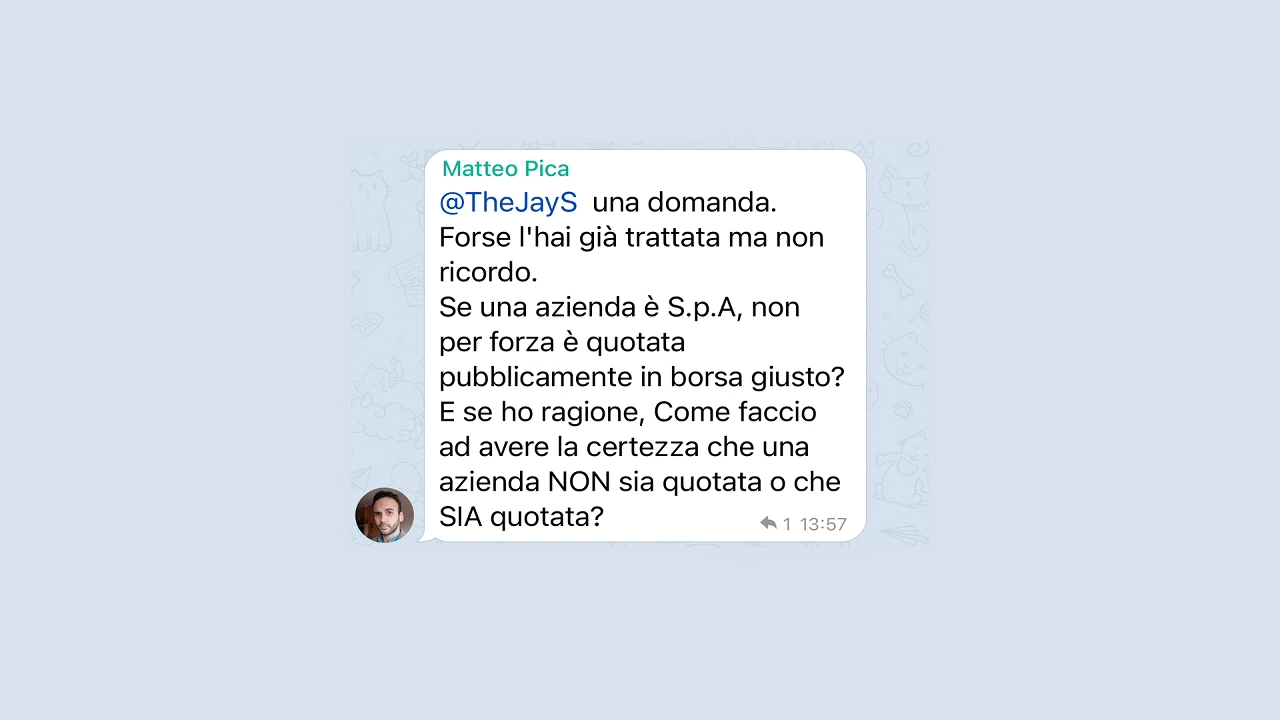 Matteo Pica
@TheJayS una domanda.
Forse l'hai già trattata ma non
ricordo.
Se una azienda è S.p.A, non
per forza è quotata
pubblicamente in borsa giusto?
E se ho ragione, Come faccio
ad avere la certezza che una
azienda NON sia quotata o che
SIA quotata?
1 13:57